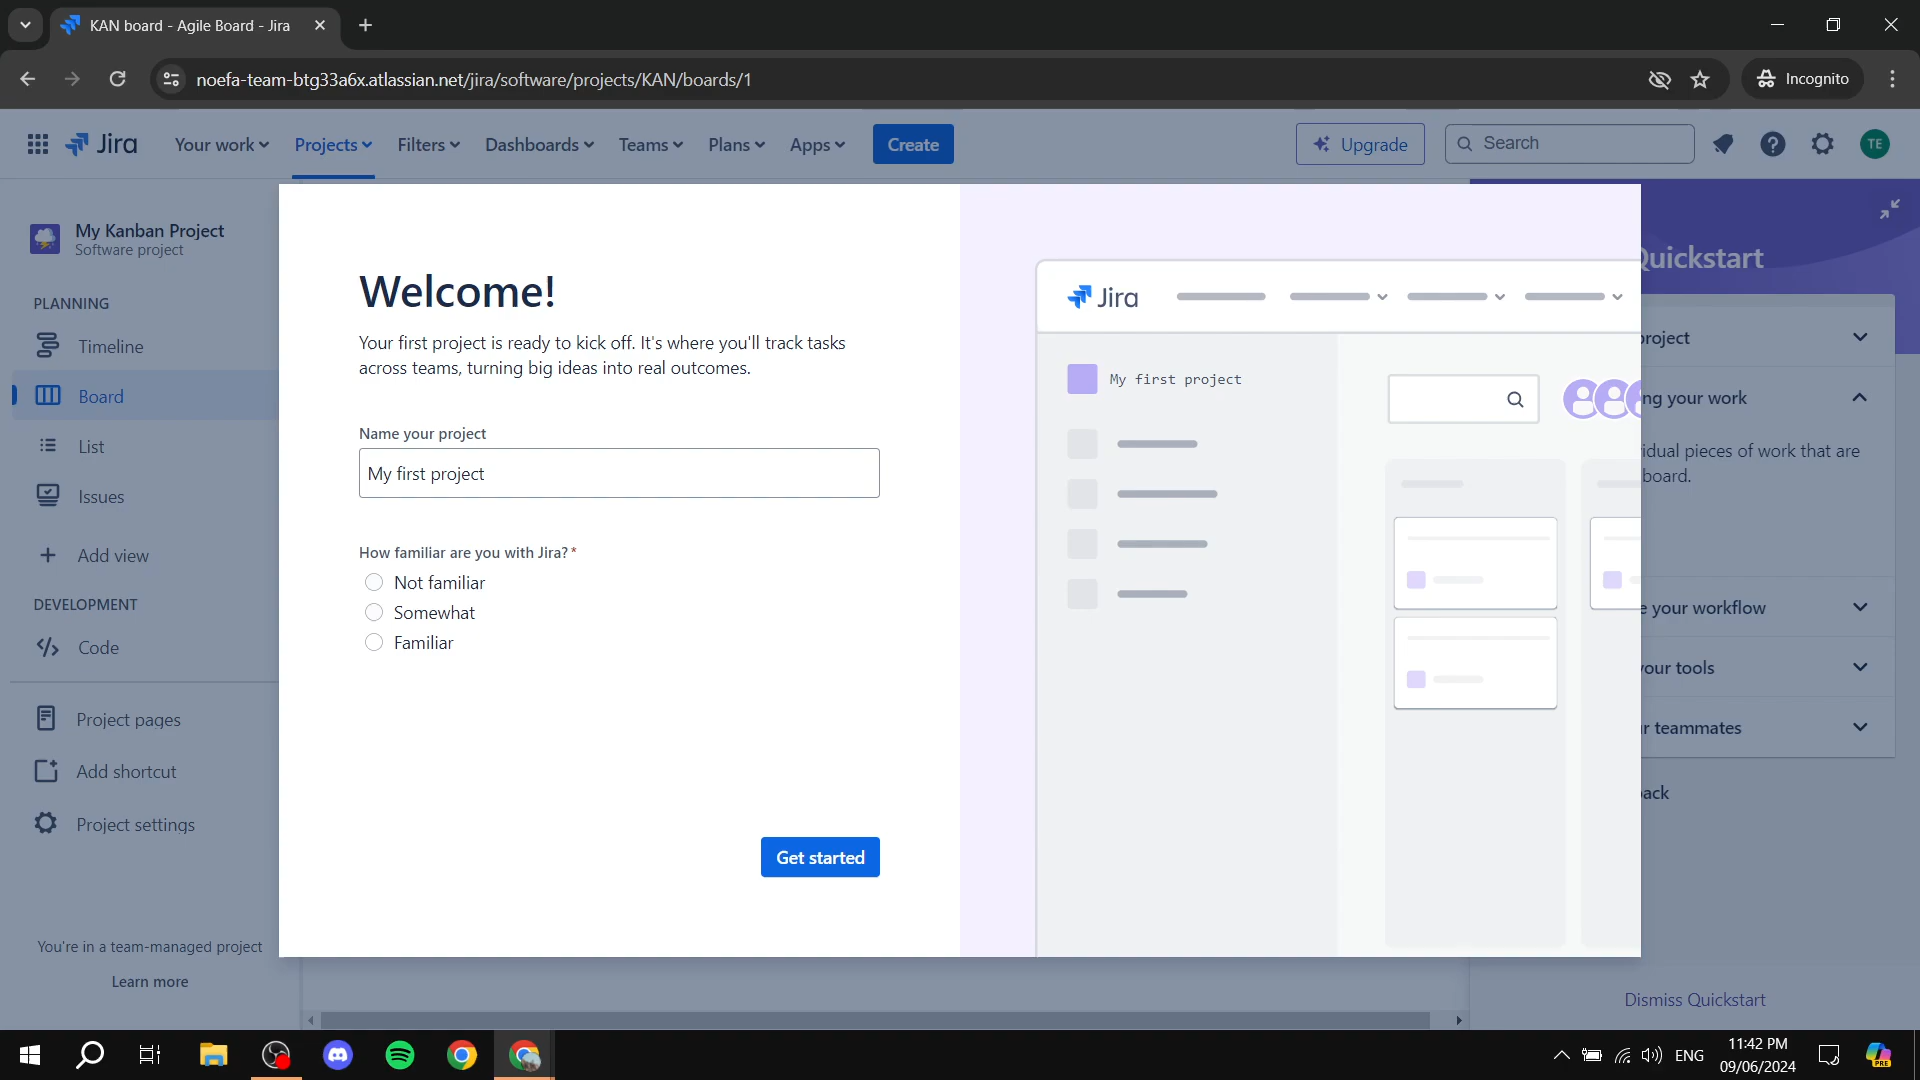 KAN board - Agile Board - Jira
noefa-team-btg33a6x.atlassian.net/jira/software/projects/KAN/boards/1
Incognito
Jira
Your work
Projects
Filters
Dashboards
Teams
Plans
Apps
Create
Upgrade
Search
TE
My Kanban Project
Software project
PLANNING
Timeline
Board
List
Issues
Add view
DEVELOPMENT
Code
Project pages
Add shortcut
Project settings
You're in a team-managed project
Learn more
Welcome!
Your first project is ready to kick off. It's where you'll track tasks
across teams, turning big ideas into real outcomes.
Name your project
My first project
How familiar are you with Jira?*
Not familiar
Somewhat
Familiar
Get started
Jira
My first project
Quickstart
project
ng your work
idual pieces of work that are
board.
e your workflow
your tools
r teammates
ack
Dismiss Quickstart
ENG
11:42 PM
09/06/2024
PRE